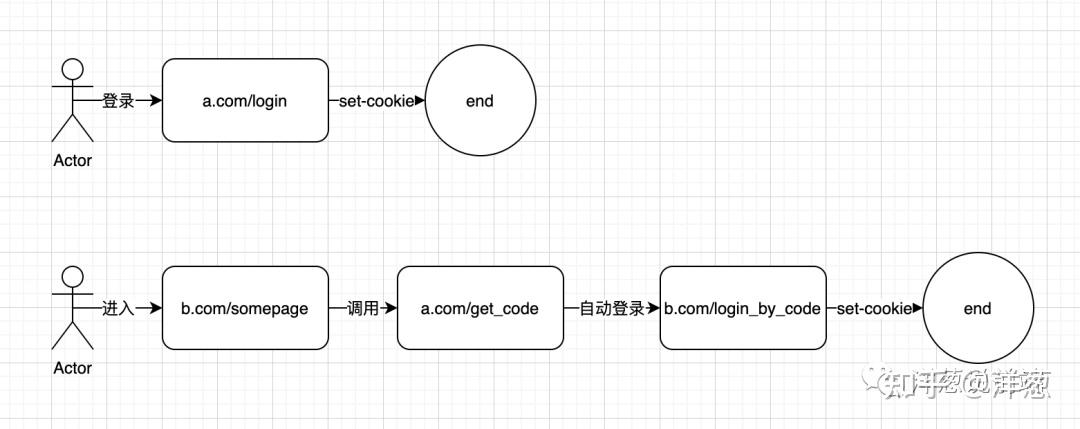 登录
a.com/login
set-cookie
end
Actor
进入
b.com/somepage
调用
a.com/get_code
自动登录
b.com/login_by_code
set-cookie
end
Actor
知乎 @洋葱